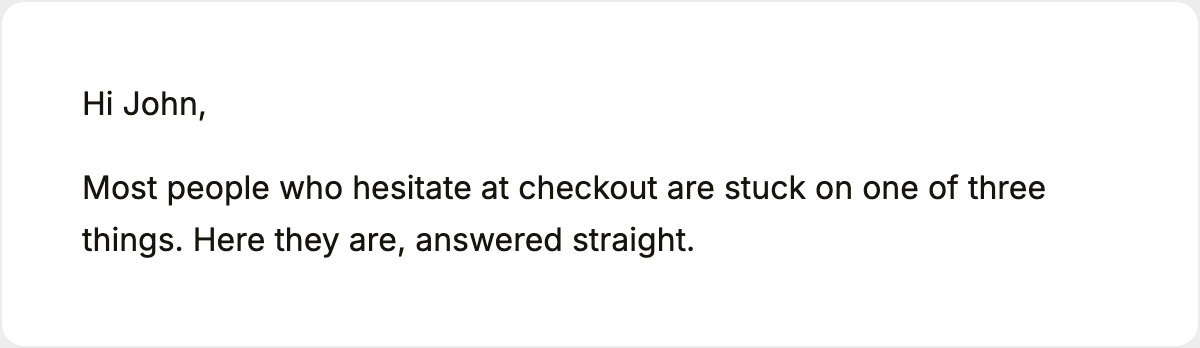 Hi John,
Most people who hesitate at checkout are stuck on one of three
things. Here they are, answered straight.